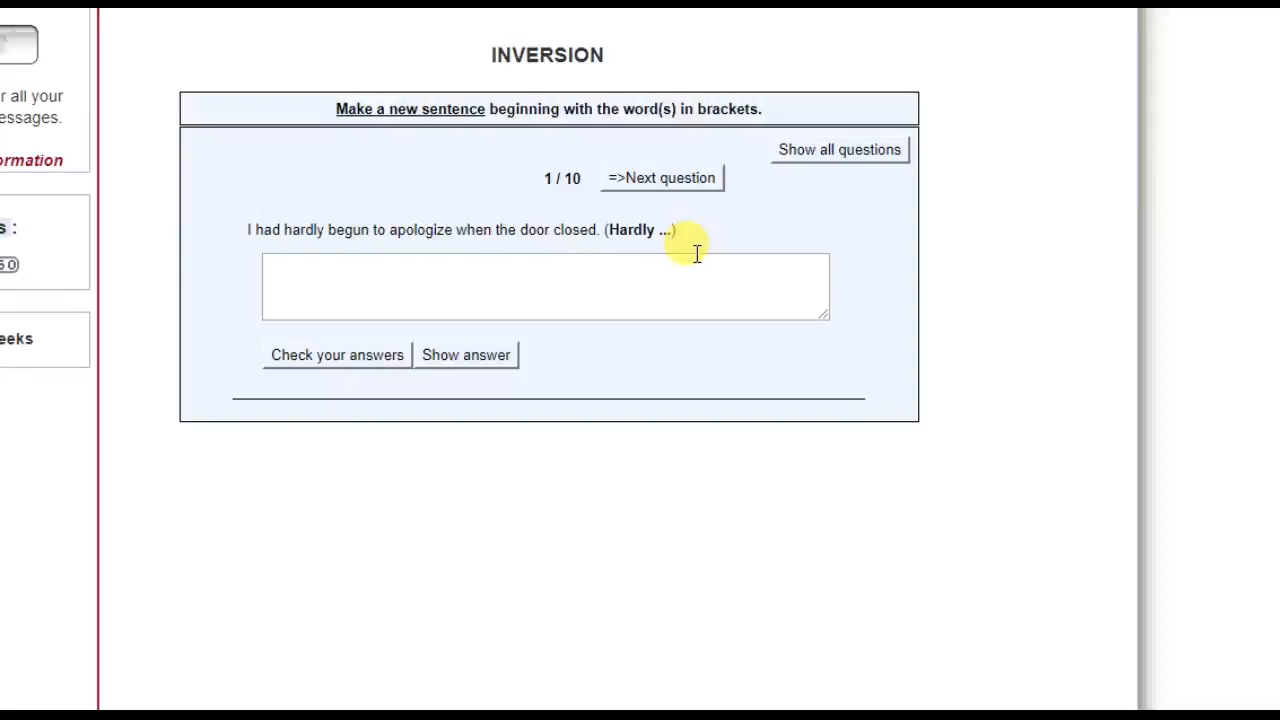 INVERSION
r all your
essages.
ormation
s :
50
eeks
Make a new sentence beginning with the word(s) in brackets.
Show all questions
1 / 10 =>Next question
I had hardly begun to apologize when the door closed. (Hardly ...)
Check your answers Show answer